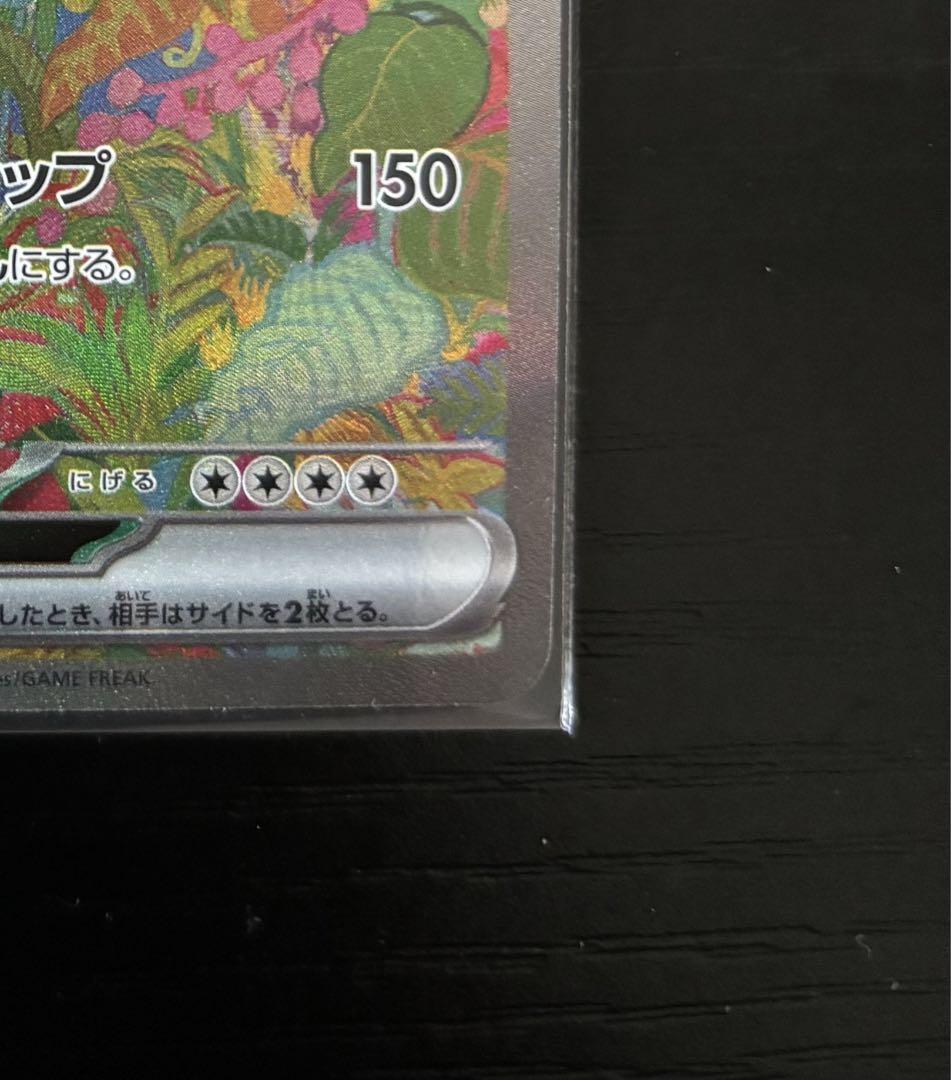 ップ 150
にする。
にげる
あいて まい
したとき、相手はサイドを2枚とる。
es/GAME FREAK